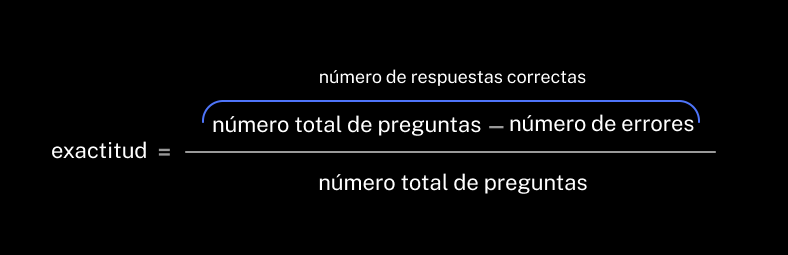 número de respuestas correctas
número total de preguntas – número de errores
exactitud =
número total de preguntas